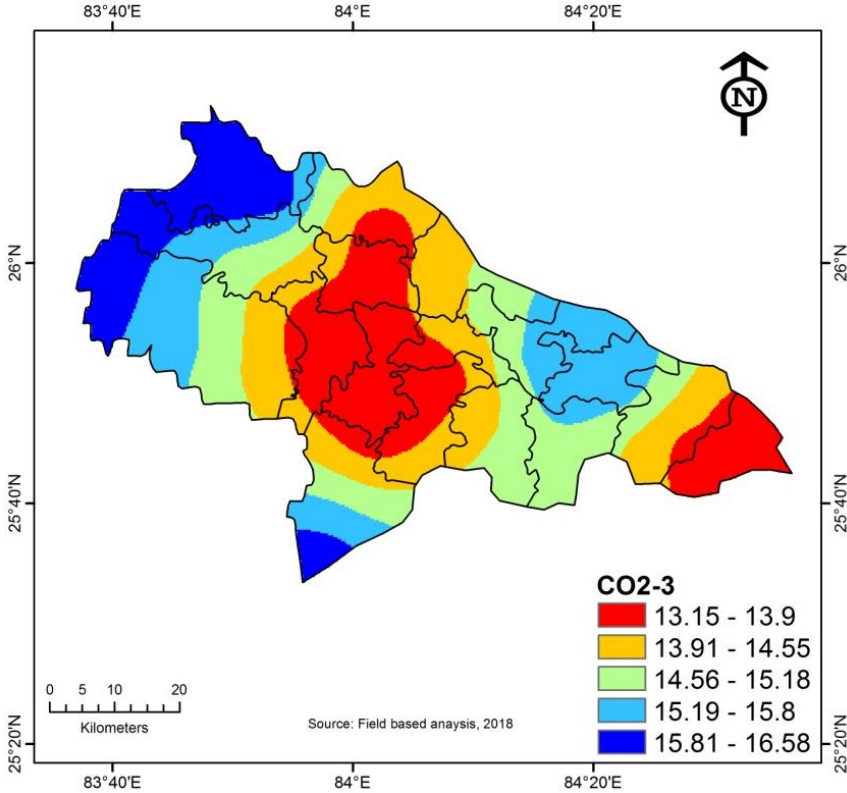 83°40'E 84°E 84°20'E
N
26°N 26°N
25°40'N 25°40'N
CO2-3
13.15 - 13.9
13.91 - 14.55
14.56 - 15.18
15.19 - 15.8
15.81 - 16.58
0 5 10 20
Kilometers
Source: Field based anaysis, 2018
25°20'N 25°20'N
83°40'E 84°E 84°20'E